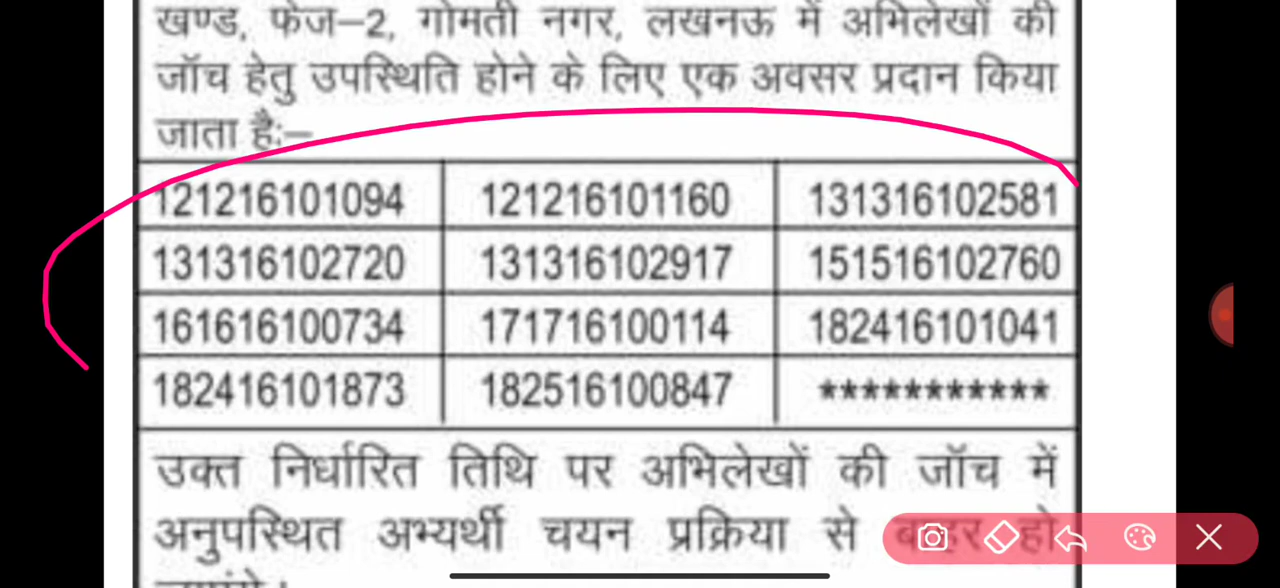 खण्ड, फेज–2, गोमती नगर, लखनऊ में अभिलेखों की
जॉच हेतु उपस्थिति होने के लिए एक अवसर प्रदान किया
जाता है:–
121216101094 121216101160 131316102581
131316102720 131316102917 151516102760
161616100734 171716100114 182416101041
182416101873 182516100847 ***********
उक्त निर्धारित तिथि पर अभिलेखों की जॉच में
अनुपस्थित अभ्यर्थी चयन प्रक्रिया से बाहर हो